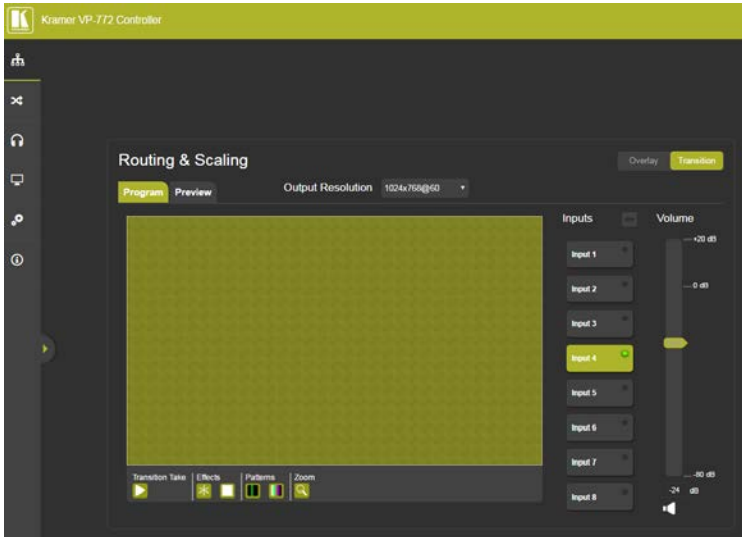 Kramer VP-772 Controller
Routing & Scaling
Overlay
Transition
Program
Preview
Output Resolution
1024x768@60
Inputs
Volume
+20 dB
Input 1
0 dB
Input 2
Input 3
Input 4
Input 5
Input 6
Input 7
-80 dB
Input 8
-24 dB
Transition Take
Effects
Patterns
Zoom